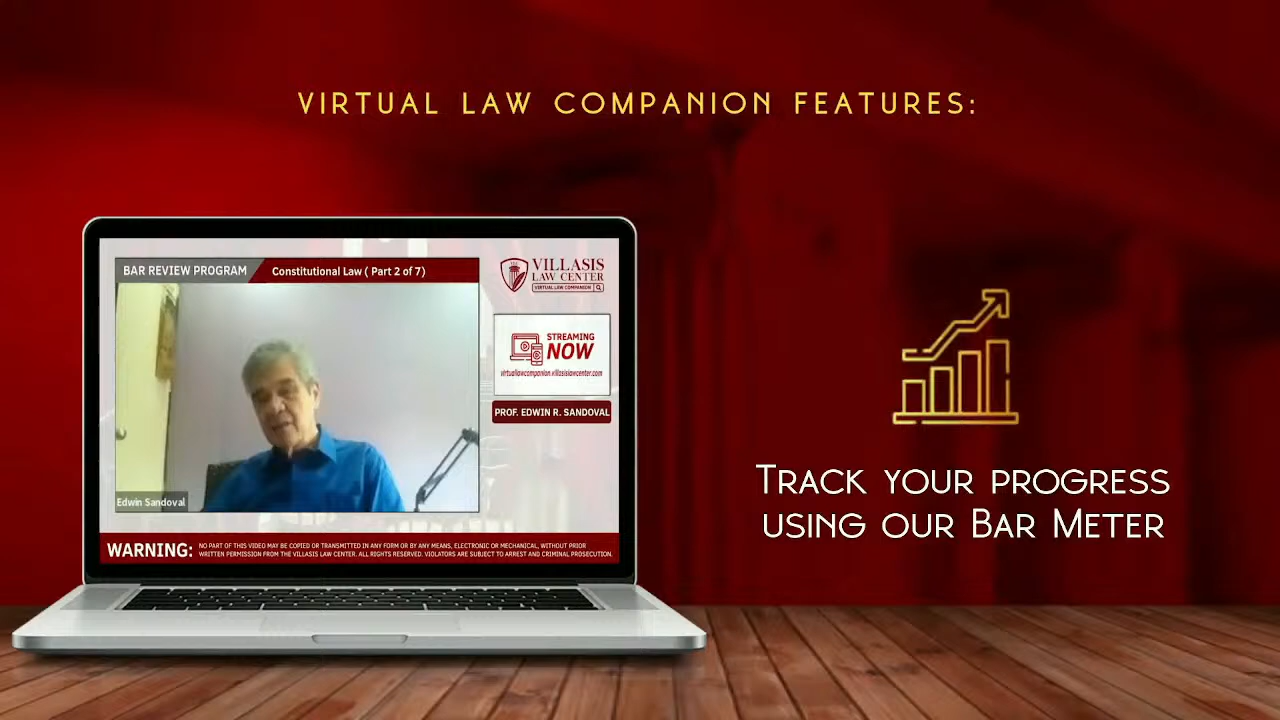 VIRTUAL LAW COMPANION FEATURES:
BAR REVIEW PROGRAM
Constitutional Law ( Part 2 of 7)
VILLASIS
LAW CENTER
VIRTUAL LAW COMPANION
STREAMING
NOW
virtuallawcompanion.villasislawcenter.com
PROF. EDWIN R. SANDOVAL
Edwin Sandoval
WARNING:
NO PART OF THIS VIDEO MAY BE COPIED OR TRANSMITTED IN ANY FORM OR BY ANY MEANS, ELECTRONIC OR MECHANICAL, WITHOUT PRIOR
WRITTEN PERMISSION FROM THE VILLASIS LAW CENTER. ALL RIGHTS RESERVED. VIOLATORS ARE SUBJECT TO ARREST AND CRIMINAL PROSECUTION.
TRACK YOUR PROGRESS
USING OUR BAR METER